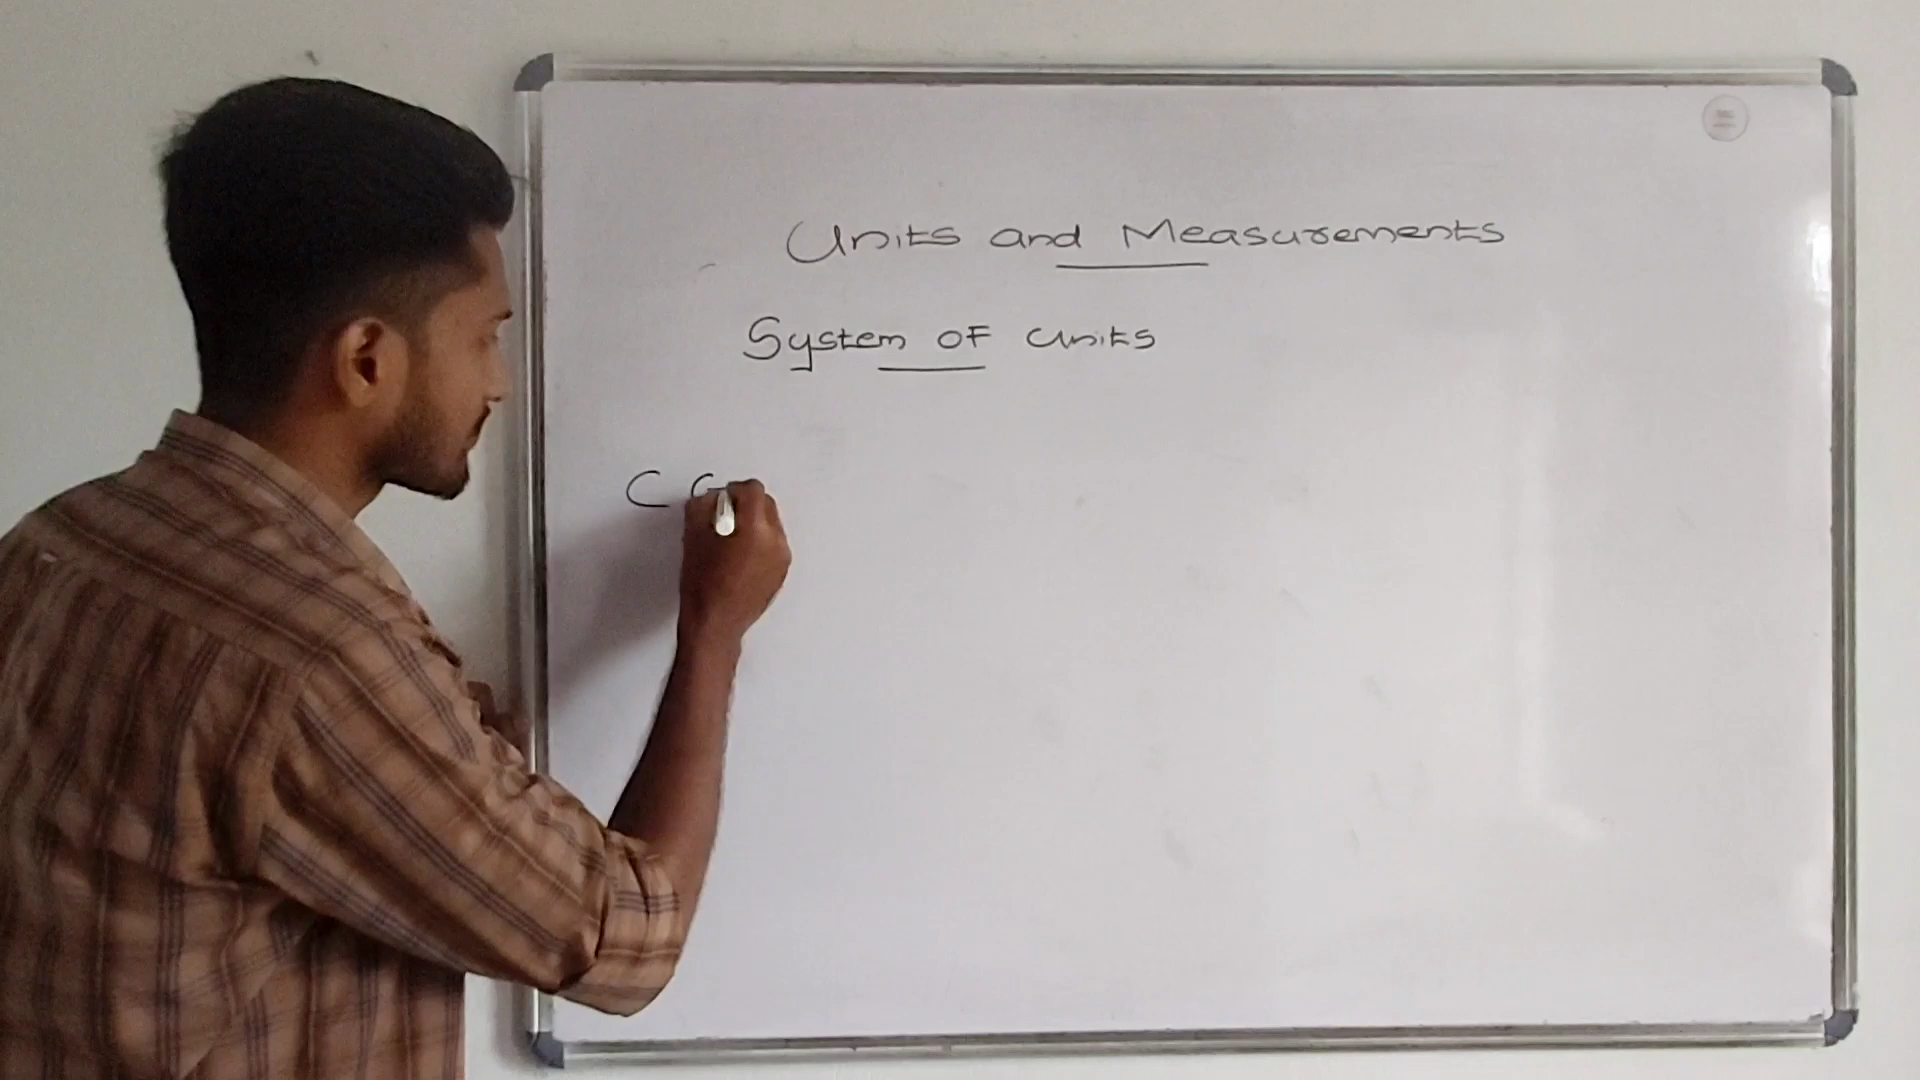 Units and Measurements
System OF Units
C G